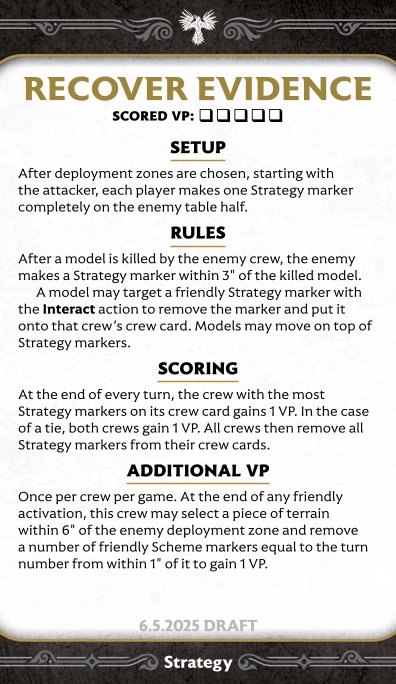 RECOVER EVIDENCE
SCORED VP: ❑❑❑❑❑
SETUP
After deployment zones are chosen, starting with
the attacker, each player makes one Strategy marker
completely on the enemy table half.
RULES
After a model is killed by the enemy crew, the enemy
makes a Strategy marker within 3" of the killed model.
A model may target a friendly Strategy marker with
the Interact action to remove the marker and put it
onto that crew's crew card. Models may move on top of
Strategy markers.
SCORING
At the end of every turn, the crew with the most
Strategy markers on its crew card gains 1 VP. In the case
of a tie, both crews gain 1 VP. All crews then remove all
Strategy markers from their crew cards.
ADDITIONAL VP
Once per crew per game. At the end of any friendly
activation, this crew may select a piece of terrain
within 6" of the enemy deployment zone and remove
a number of friendly Scheme markers equal to the turn
number from within 1" of it to gain 1 VP.
6.5.2025 DRAFT
Strategy